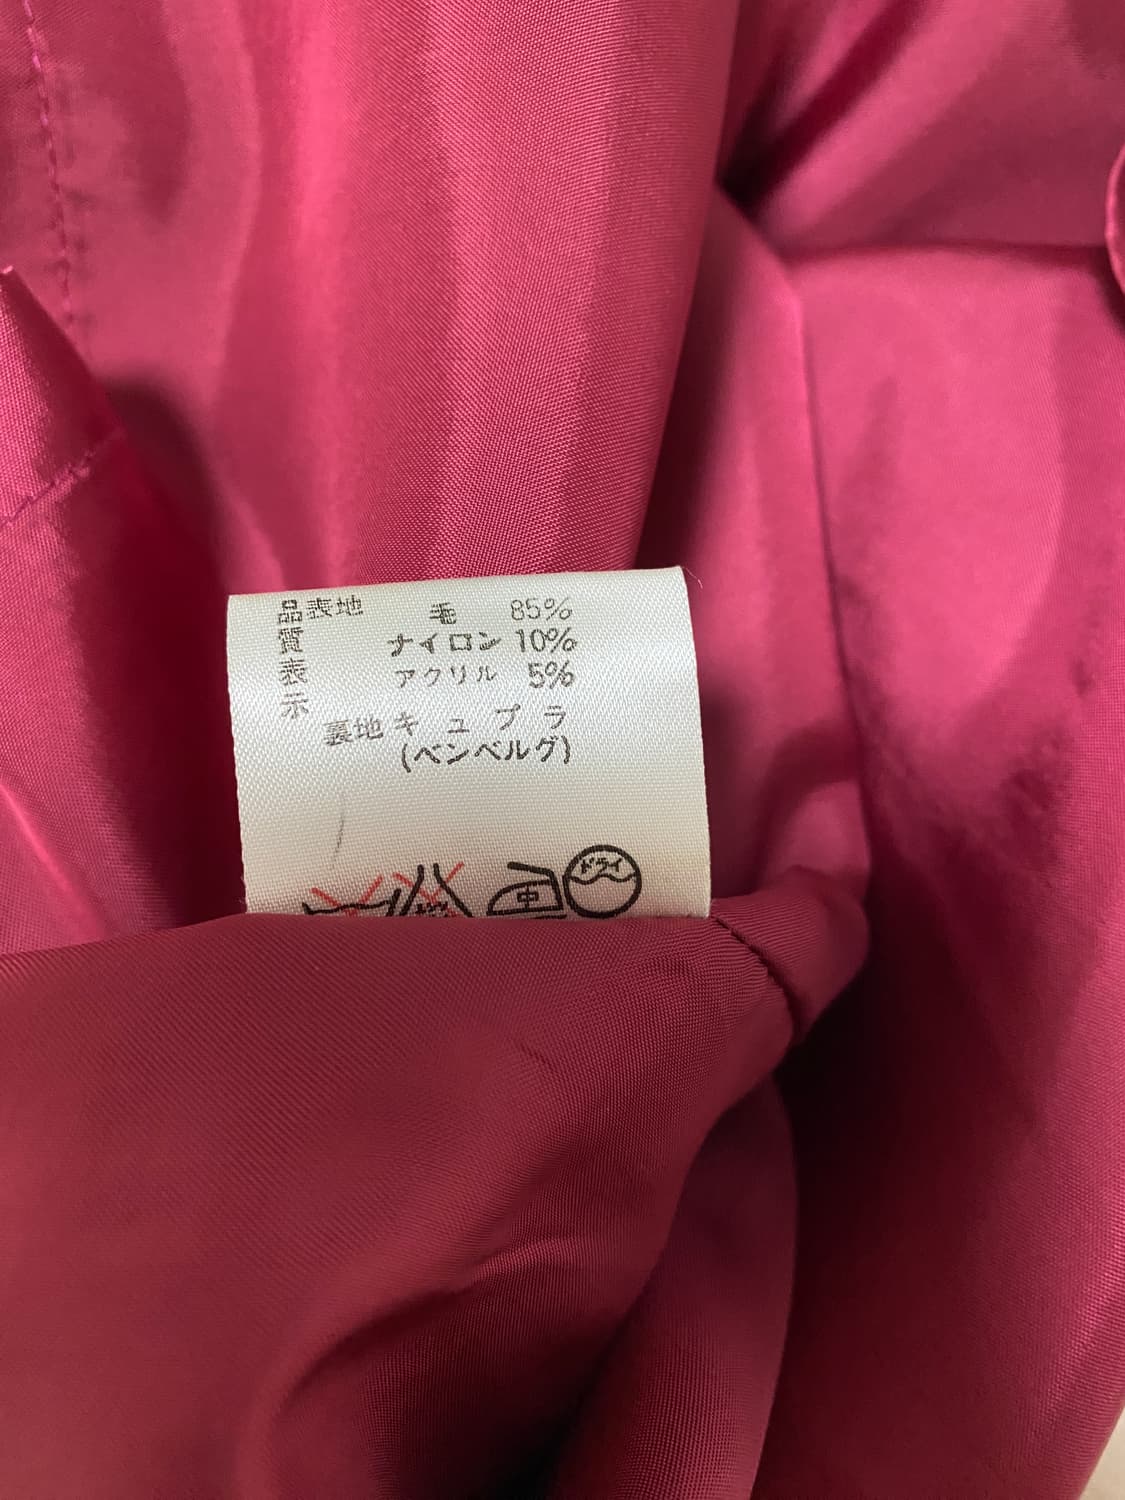 品質表示
表地 毛 85%
ナイロン 10%
アクリル 5%
裏地 キュプラ
(ベンベルグ)
中
ドライ